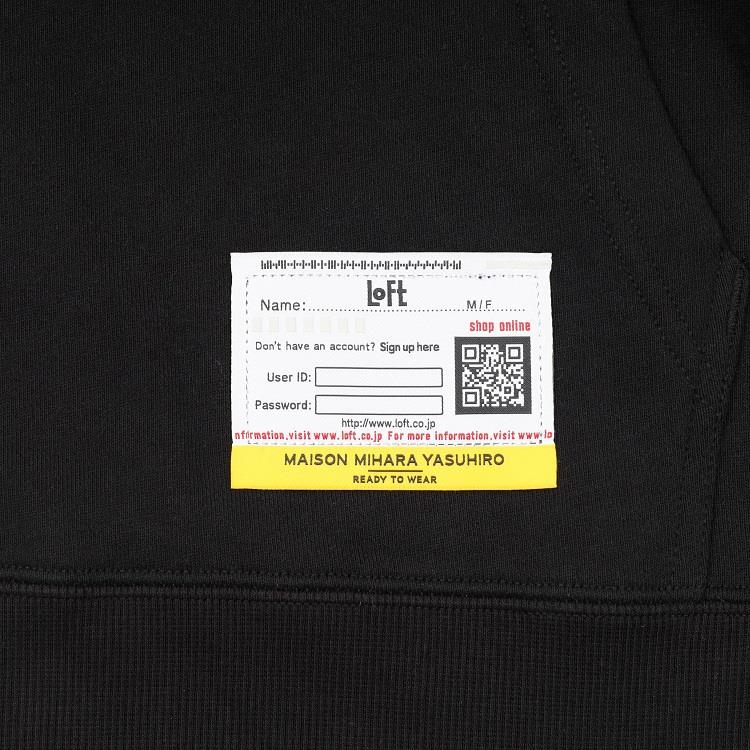 Loft
Name: M/F
shop online
Don't have an account? Sign up here
User ID:
Password:
http://www.loft.co.jp
nformation,visit www.loft.co.jp For more information,visit www.lo
MAISON MIHARA YASUHIRO
READY TO WEAR